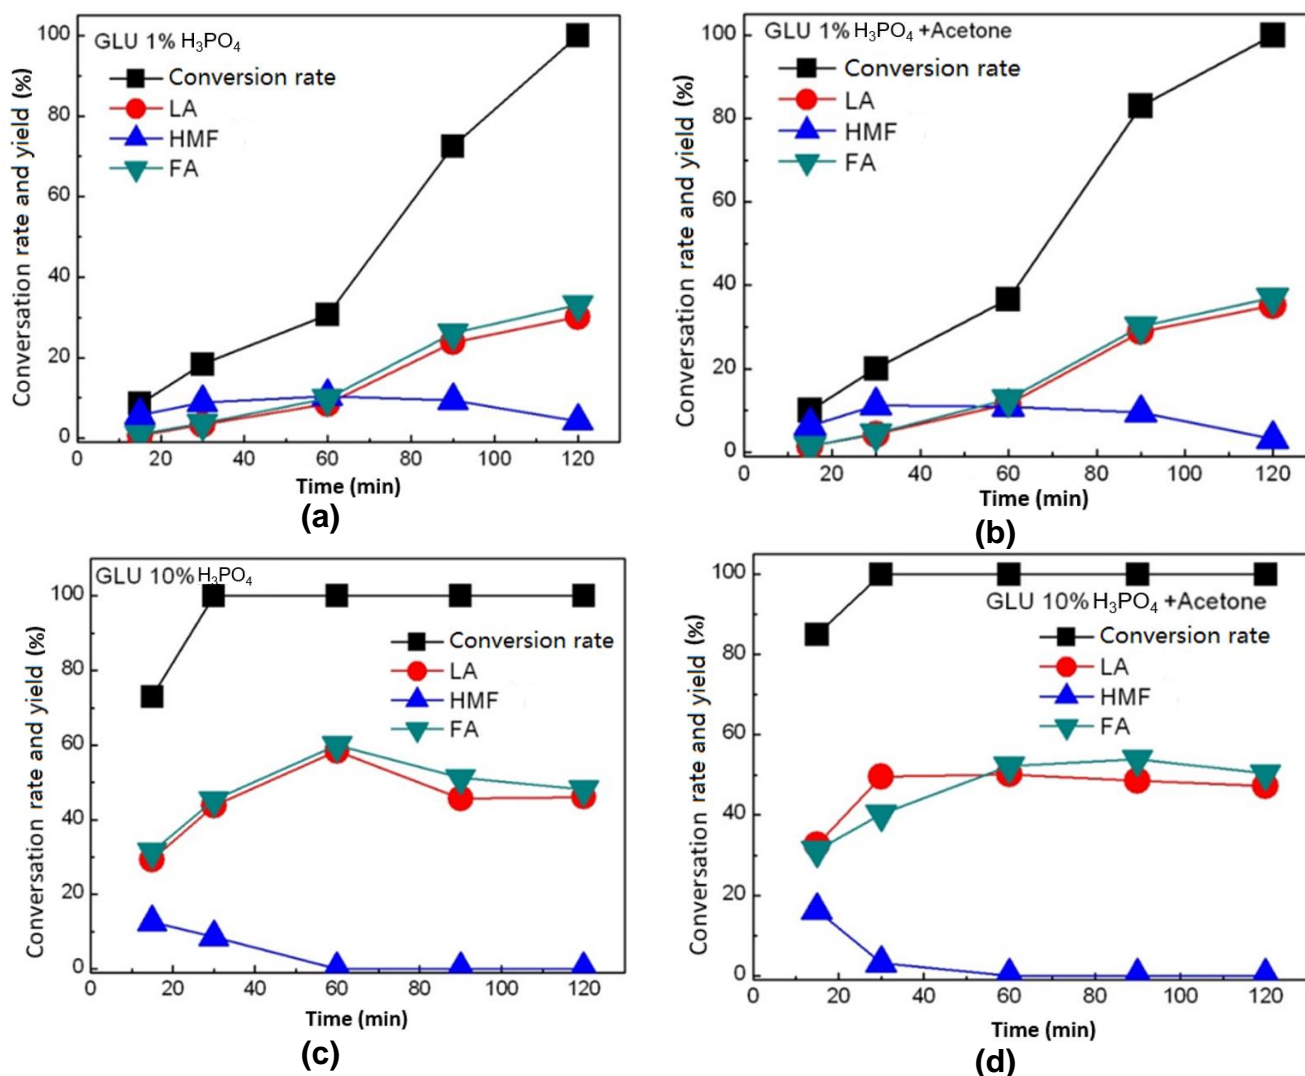 GLU 1% H₃PO₄
Conversion rate
LA
HMF
FA
Conversation rate and yield (%)
100
80
60
40
20
0
0 20 40 60 80 100 120
Time (min)
(a)
GLU 1% H₃PO₄ +Acetone
Conversion rate
LA
HMF
FA
Conversation rate and yield (%)
100
80
60
40
20
0
0 20 40 60 80 100 120
Time (min)
(b)
GLU 10% H₃PO₄
Conversion rate
LA
HMF
FA
Conversation rate and yield (%)
100
80
60
40
20
0
0 20 40 60 80 100 120
Time (min)
(c)
GLU 10% H₃PO₄ +Acetone
Conversion rate
LA
HMF
FA
Conversation rate and yield (%)
100
80
60
40
20
0
0 20 40 60 80 100 120
Time (min)
(d)